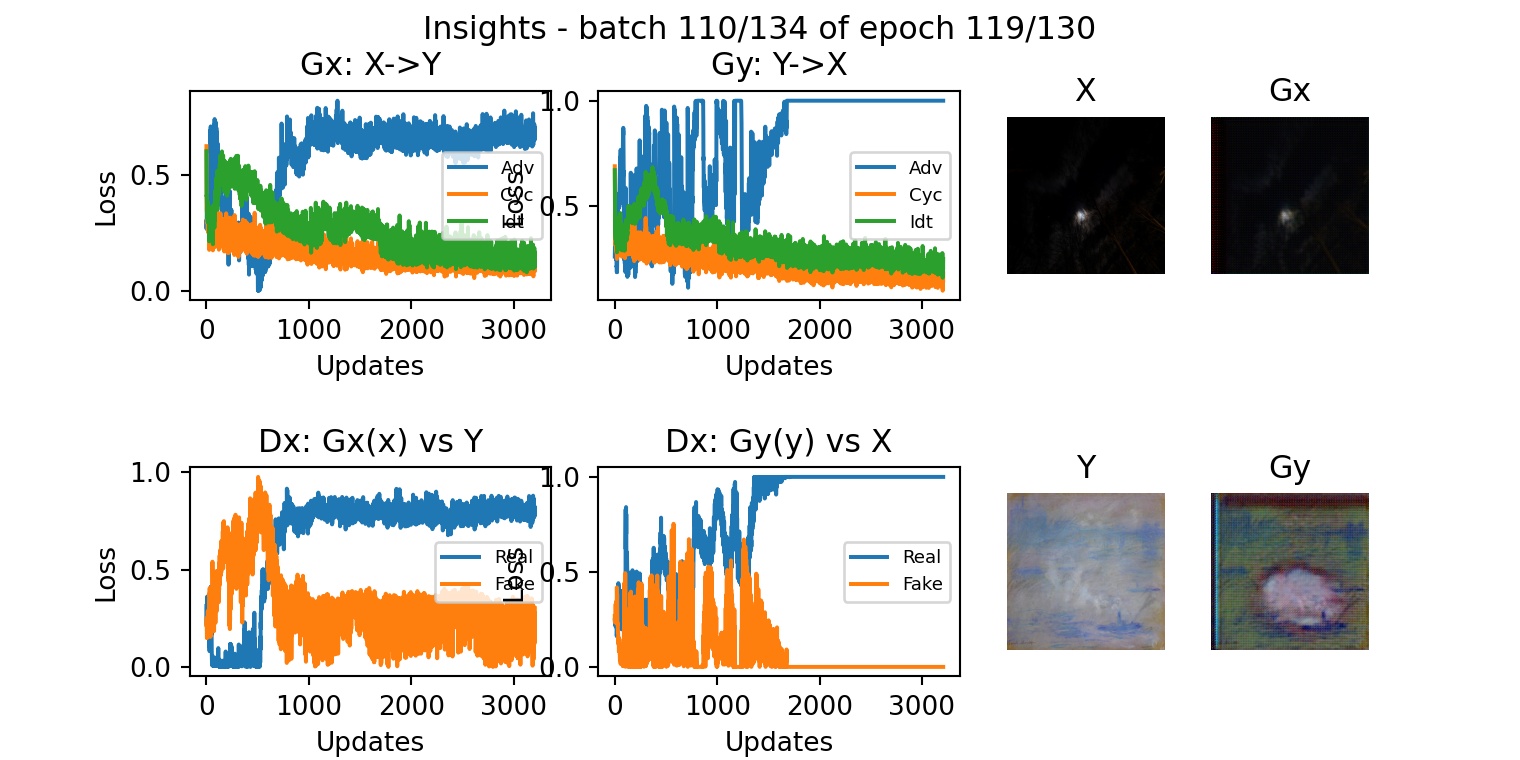 Insights - batch 110/134 of epoch 119/130
Gx: X->Y
Loss
0.5
0.0
0
1000
2000
3000
Updates
Adv
Cyc
Idt
Gy: Y->X
Loss
1.0
0.5
0
1000
2000
3000
Updates
Adv
Cyc
Idt
X
Gx
Dx: Gx(x) vs Y
Loss
1.0
0.5
0.0
0
1000
2000
3000
Updates
Real
Fake
Dx: Gy(y) vs X
Loss
1.0
0.5
0.0
0
1000
2000
3000
Updates
Real
Fake
Y
Gy